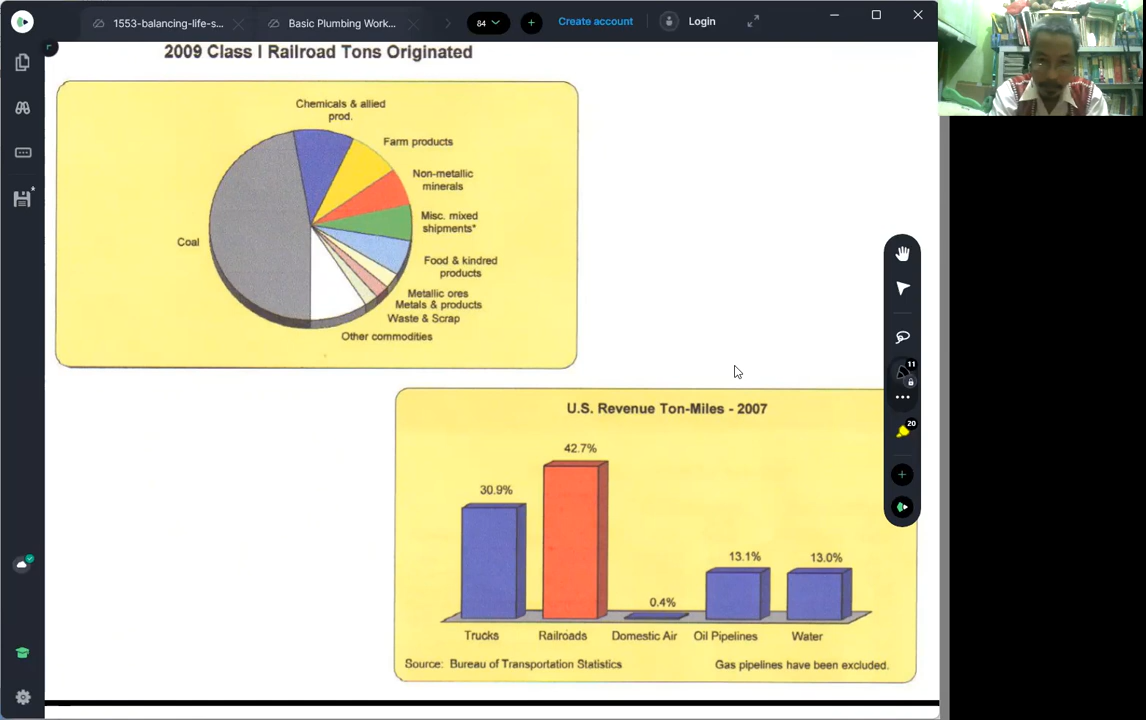 1553-balancing-life-s...
Basic Plumbing Work...
84
Create account
Login
2009 Class I Railroad Tons Originated
Chemicals & allied
prod.
Farm products
Non-metallic
minerals
Misc. mixed
shipments*
Coal
Food & kindred
products
Metallic ores
Metals & products
Waste & Scrap
Other commodities
11
20
U.S. Revenue Ton-Miles - 2007
42.7%
30.9%
13.1%
13.0%
0.4%
Trucks
Railroads
Domestic Air
Oil Pipelines
Water
Source: Bureau of Transportation Statistics
Gas pipelines have been excluded.